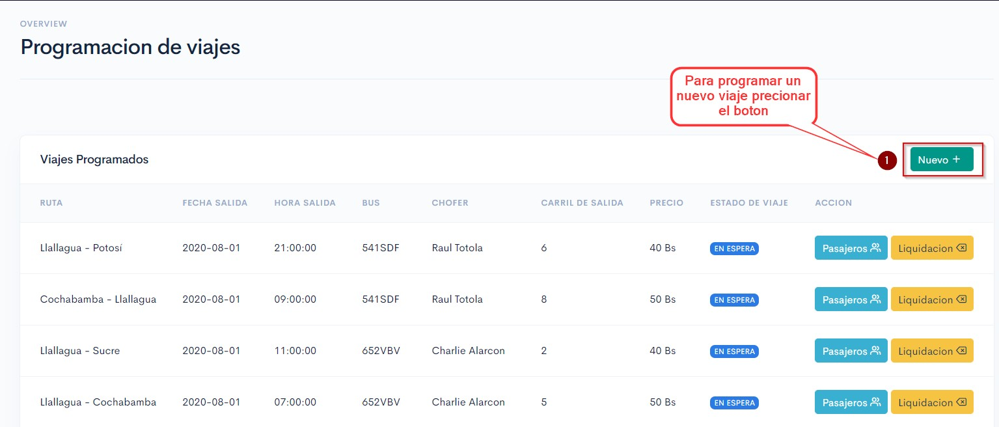 OVERVIEW
Programacion de viajes
Para programar un
nuevo viaje precionar
el boton
Viajes Programados
1
Nuevo +
RUTA FECHA SALIDA HORA SALIDA BUS CHOFER CARRIL DE SALIDA PRECIO ESTADO DE VIAJE ACCION
Llallagua - Potosí 2020-08-01 21:00:00 541SDF Raul Totola 6 40 Bs EN ESPERA Pasajeros Liquidacion
Cochabamba - Llallagua 2020-08-01 09:00:00 541SDF Raul Totola 8 50 Bs EN ESPERA Pasajeros Liquidacion
Llallagua - Sucre 2020-08-01 11:00:00 652VBV Charlie Alarcon 2 40 Bs EN ESPERA Pasajeros Liquidacion
Llallagua - Cochabamba 2020-08-01 07:00:00 652VBV Charlie Alarcon 5 50 Bs EN ESPERA Pasajeros Liquidacion